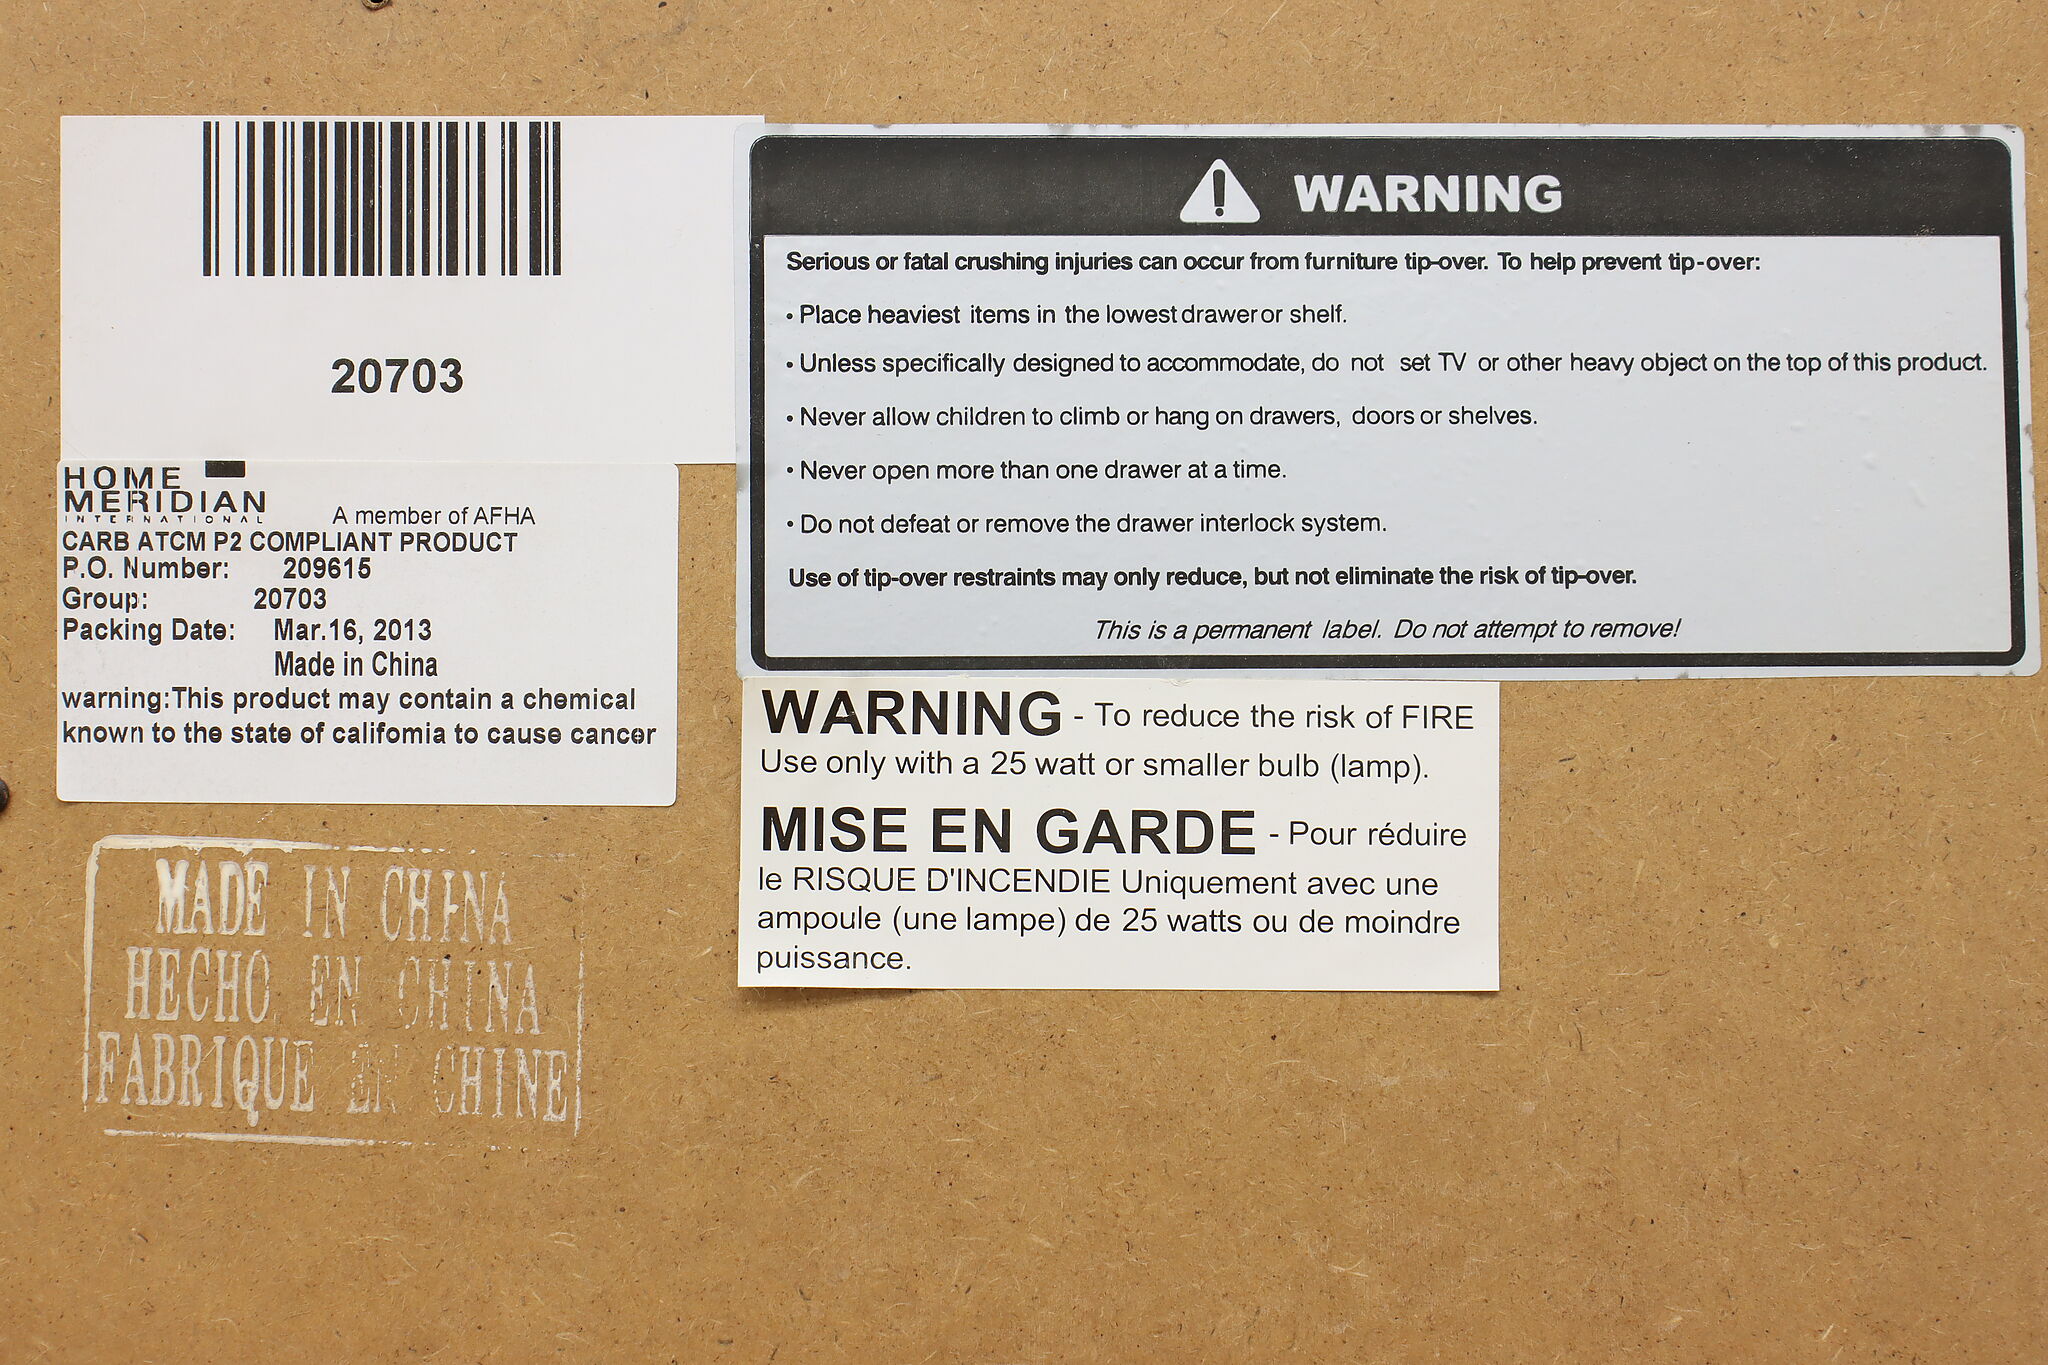 20703
HOME
MERIDIAN
INTERNATIONAL
A member of AFHA
CARB ATCM P2 COMPLIANT PRODUCT
P.O. Number: 209615
Group: 20703
Packing Date: Mar.16, 2013
Made in China
warning:This product may contain a chemical
known to the state of califomia to cause cancer
MADE IN CHINA
HECHO EN CHINA
FABRIQUE EN CHINE
WARNING
Serious or fatal crushing injuries can occur from furniture tip-over. To help prevent tip-over:
• Place heaviest items in the lowest drawer or shelf.
• Unless specifically designed to accommodate, do not set TV or other heavy object on the top of this product.
• Never allow children to climb or hang on drawers, doors or shelves.
• Never open more than one drawer at a time.
• Do not defeat or remove the drawer interlock system.
Use of tip-over restraints may only reduce, but not eliminate the risk of tip-over.
This is a permanent label. Do not attempt to remove!
WARNING - To reduce the risk of FIRE
Use only with a 25 watt or smaller bulb (lamp).
MISE EN GARDE - Pour réduire
le RISQUE D'INCENDIE Uniquement avec une
ampoule (une lampe) de 25 watts ou de moindre
puissance.